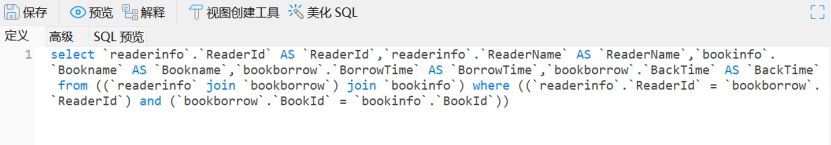 保存 预览 解释 视图创建工具 美化 SQL
定义 高级 SQL 预览
1 select `readerinfo`.`ReaderId` AS `ReaderId`,`readerinfo`.`ReaderName` AS `ReaderName`,`bookinfo`.
`Bookname` AS `Bookname`,`bookborrow`.`BorrowTime` AS `BorrowTime`,`bookborrow`.`BackTime` AS `BackTime`
from ((`readerinfo` join `bookborrow`) join `bookinfo`) where ((`readerinfo`.`ReaderId` = `bookborrow`.
`ReaderId`) and (`bookborrow`.`BookId` = `bookinfo`.`BookId`))